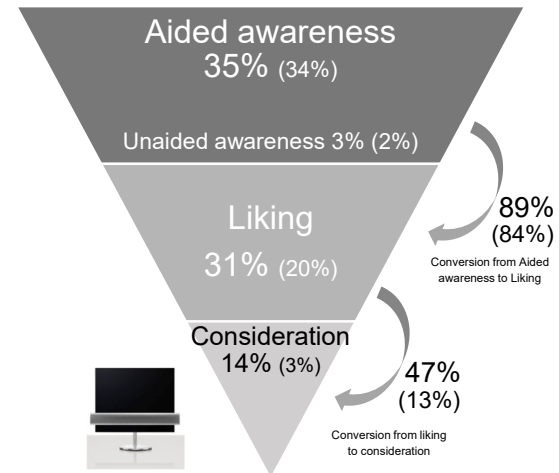 Aided awareness
35% (34%)
Unaided awareness 3% (2%)
89%
(84%)
Conversion from Aided
awareness to Liking
Liking
31% (20%)
Consideration
14% (3%)
47%
(13%)
Conversion from liking
to consideration